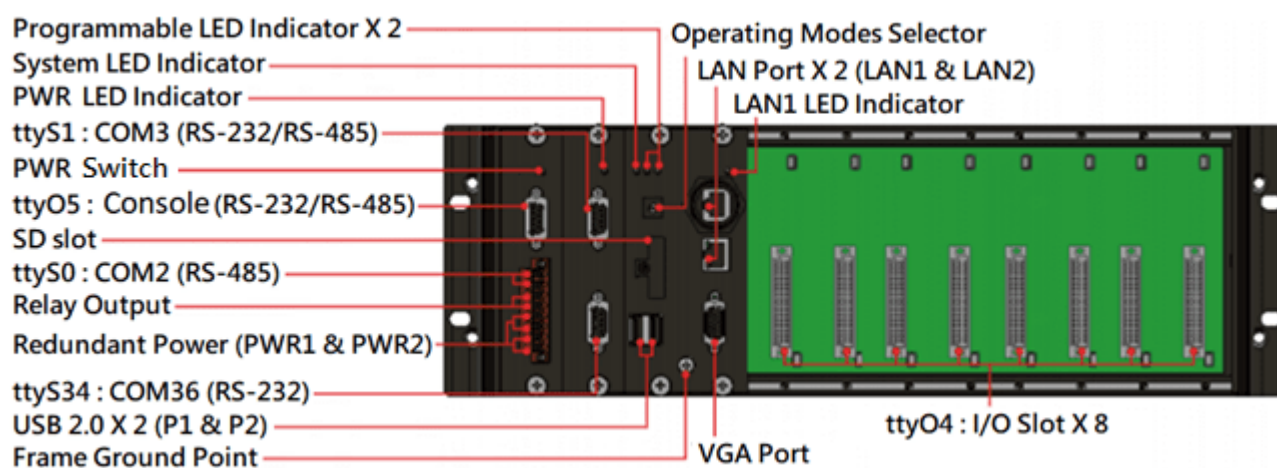 Programmable LED Indicator X 2
System LED Indicator
PWR LED Indicator
ttyS1 : COM3 (RS-232/RS-485)
PWR Switch
ttyO5 : Console (RS-232/RS-485)
SD slot
ttyS0 : COM2 (RS-485)
Relay Output
Redundant Power (PWR1 & PWR2)
ttyS34 : COM36 (RS-232)
USB 2.0 X 2 (P1 & P2)
Frame Ground Point
Operating Modes Selector
LAN Port X 2 (LAN1 & LAN2)
LAN1 LED Indicator
VGA Port
ttyO4 : I/O Slot X 8